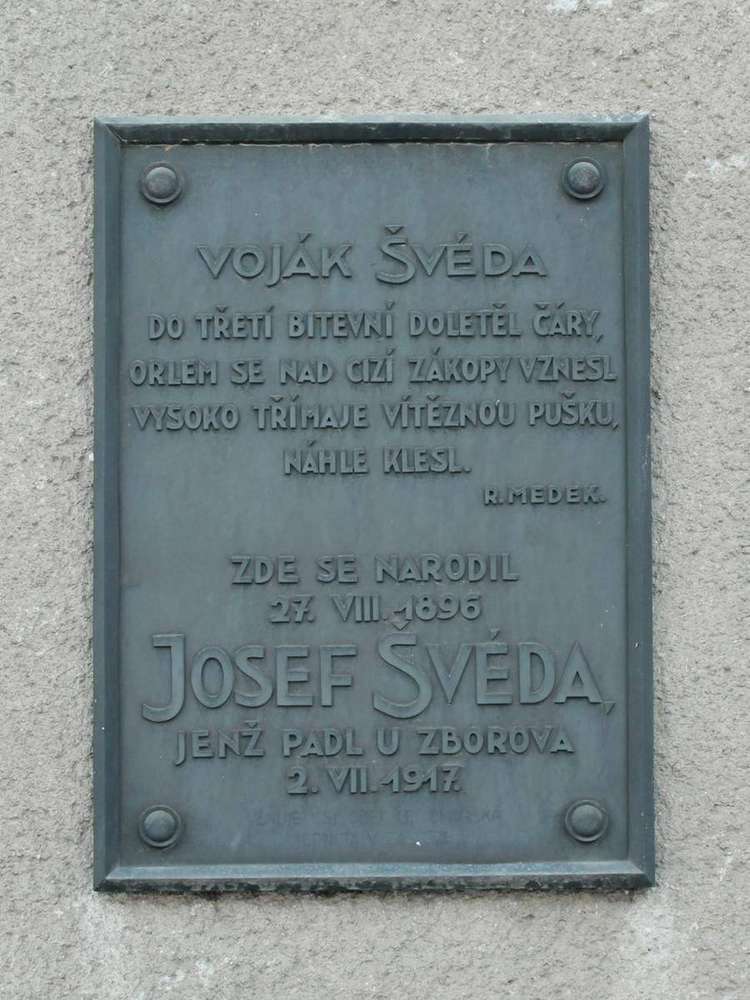 VOJÁK ŠVÉDA
DO TŘETÍ BITEVNÍ DOLETĚL ČÁRY,
ORLEM SE NAD CIZÍ ZÁKOPY VZNESL
VYSOKO TŘÍMAJE VÍTĚZNOU PUŠKU,
NÁHLE KLESL.
R. MEDEK.
ZDE SE NARODIL
27. VIII. 1896
JOSEF ŠVÉDA,
JENŽ PADL U ZBOROVA
2. VII. 1917.